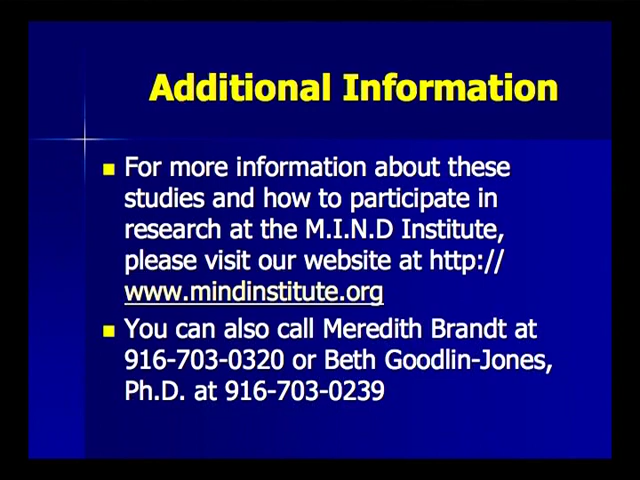 Additional Information
For more information about these
studies and how to participate in
research at the M.I.N.D Institute,
please visit our website at http://
www.mindinstitute.org
You can also call Meredith Brandt at
916-703-0320 or Beth Goodlin-Jones,
Ph.D. at 916-703-0239